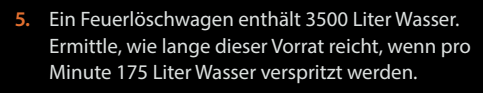 5. Ein Feuerlöschwagen enthält 3500 Liter Wasser.
Ermittle, wie lange dieser Vorrat reicht, wenn pro
Minute 175 Liter Wasser verspritzt werden.